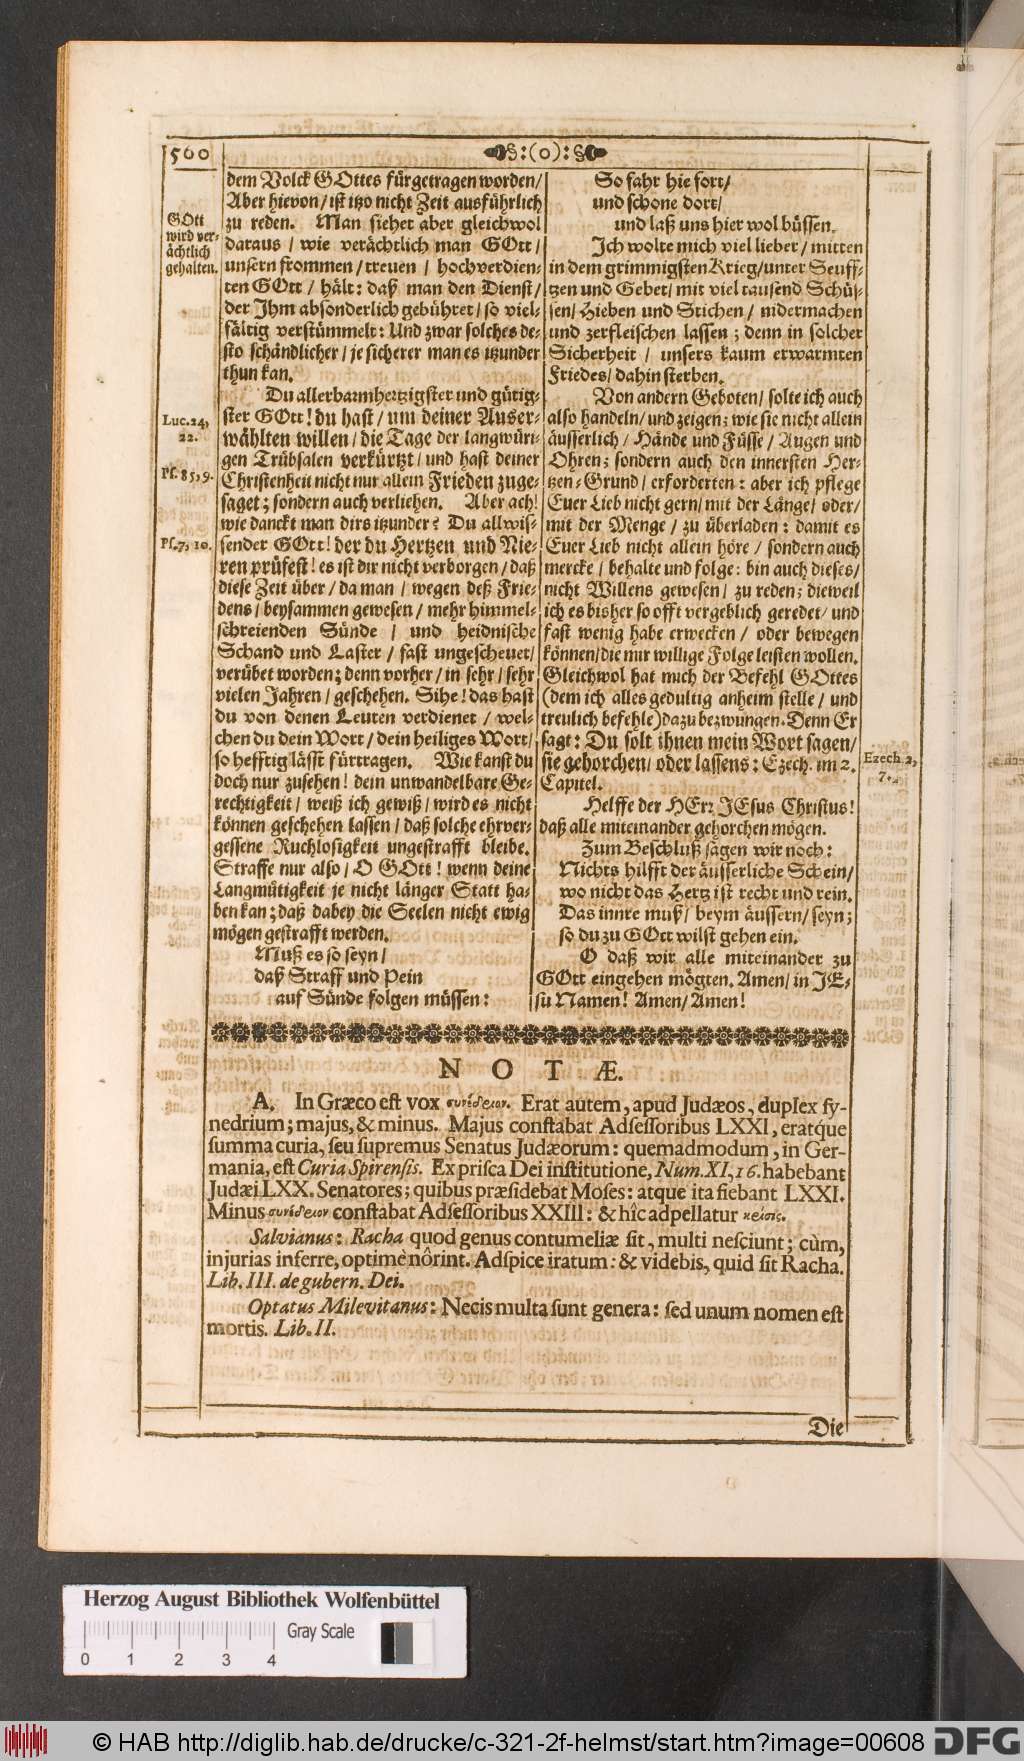 560
:(o):
GOtt
wird ver-
ächtlich
gehalten.
Luc. 24,
22.
Ps. 85, 9.
Ps. 7, 10.
dem Volck GOttes fürgetragen worden/
Aber hievon/ ist itzo nicht Zeit ausführlich
zu reden. Man siehet aber gleichwol
daraus / wie verächtlich man GOtt /
unsern frommen / treuen / hochverdien-
ten GOtt / hält: daß man den Dienst /
der Ihm absonderlich gebühret / so viel-
fältig verstümmelt: Und zwar solches de-
sto schändlicher / je sicherer man es itzunder
thun kan.
Du allerbarmhertzigster und gütig-
ster GOtt! du hast / um deiner Auser-
wählten willen / die Tage der langwüri-
gen Trübsalen verkürtzt / und hast deiner
Christenheit nicht nur allein Frieden zuge-
saget; sondern auch verliehen. Aber ach!
wie danckt man dirs itzunder? Du allwis-
sender GOtt! der du Hertzen und Nie-
ren prüfest! es ist dir nicht verborgen / daß
diese Zeit über / da man / wegen deß Frie-
dens / beysammen gewesen / mehr himmel-
schreienden Sünde / und heidnische
Schand und Laster / fast ungescheuet /
verübet worden; denn vorher / in sehr / sehr
vielen Jahren / geschehen. Sihe! das hast
du von denen Leuten verdienet / wel-
chen du dein Wort / dein heiliges Wort /
so hefftig lässt fürtragen. Wie kanst du
doch nur zusehen! dein unwandelbare Ge-
rechtigkeit / weiß ich gewiß / wird es nicht
können geschehen lassen / daß solche ehrver-
gessene Ruchlosigkeit ungestrafft bleibe.
Straffe nur also / O GOtt! wenn deine
Langmütigkeit je nicht länger Statt ha-
ben kan; daß dabey die Seelen nicht ewig
mögen gestrafft werden.
Muß es so seyn /
daß Straff und Pein
auf Sünde folgen müssen:
So fahr hie fort /
und schone dort /
und laß uns hier wol büssen.
Ich wolte mich viel lieber / mitten
in dem grimmigsten Krieg / unter Seuff-
tzen und Gebet / mit viel tausend Schüs-
sen / Hieben und Stichen / nidermachen
und zerfleischen lassen; denn in solcher
Sicherheit / unsers kaum erwarmten
Friedes / dahin sterben.
Von andern Geboten / solte ich auch
also handeln / und zeigen; wie sie nicht allein
äusserlich / Hände und Füsse / Augen und
Ohren; sondern auch den innersten Her-
tzen-Grund / erforderten: aber ich pflege
Euer Lieb nicht gern / mit der Länge / oder /
mit der Menge / zu überladen: damit es
Euer Lieb nicht allein höre / sondern auch
mercke / behalte und folge: bin auch dieses /
nicht Willens gewesen / zu reden; dieweil
ich es bisher so offt vergeblich geredet / und
fast wenig habe erwecken / oder bewegen
können / die mir willige Folge leisten wollen.
Gleichwol hat mich der Befehl GOttes
(dem ich alles gedultig anheim stelle / und
treulich befehle) dazu bezwungen. Denn Er
sagt: Du solt ihnen mein Wort sagen /
sie gehorchen / oder lassens: Ezech. im 2.
Capitel.
Helffe der HErr JEsus Christus!
daß alle miteinander gehorchen mögen.
Zum Beschluß sagen wir noch:
Nichts hilfft der äusserliche Schein /
wo nicht das Hertz ist recht und rein.
Das innre muß / beym äussern / seyn;
so du zu GOtt wilst gehen ein.
O daß wir alle miteinander zu
GOtt eingehen mögten. Amen / in JE-
su Namen! Amen / Amen!
Ezech. 2,
7.
NOTÆ.
A. In Græco est vox συνέδριον. Erat autem, apud Judæos, duplex sy-
nedrium; majus, & minus. Majus constabat Adsessoribus LXXI, eratque
summa curia, seu supremus Senatus Judæorum: quemadmodum, in Ger-
mania, est Curia Spirensis. Ex prisca Dei institutione, Num. XI, 16. habebant
Judæi LXX. Senatores; quibus præsidebat Moses: atque ita fiebant LXXI.
Minus συνέδριον constabat Adsessoribus XXIII: & hîc adpellatur κρίσις.
Salvianus: Racha quod genus contumeliæ sit, multi nesciunt; cùm,
injurias inferre, optimè nôrint. Adspice iratum: & videbis, quid sit Racha.
Lib. III. de gubern. Dei.
Optatus Milevitanus: Necis multa sunt genera: sed unum nomen est
mortis. Lib. II.
Die
Herzog August Bibliothek Wolfenbüttel
Gray Scale
0 1 2 3 4
© HAB http://diglib.hab.de/drucke/c-321-2f-helmst/start.htm?image=00608
DFG